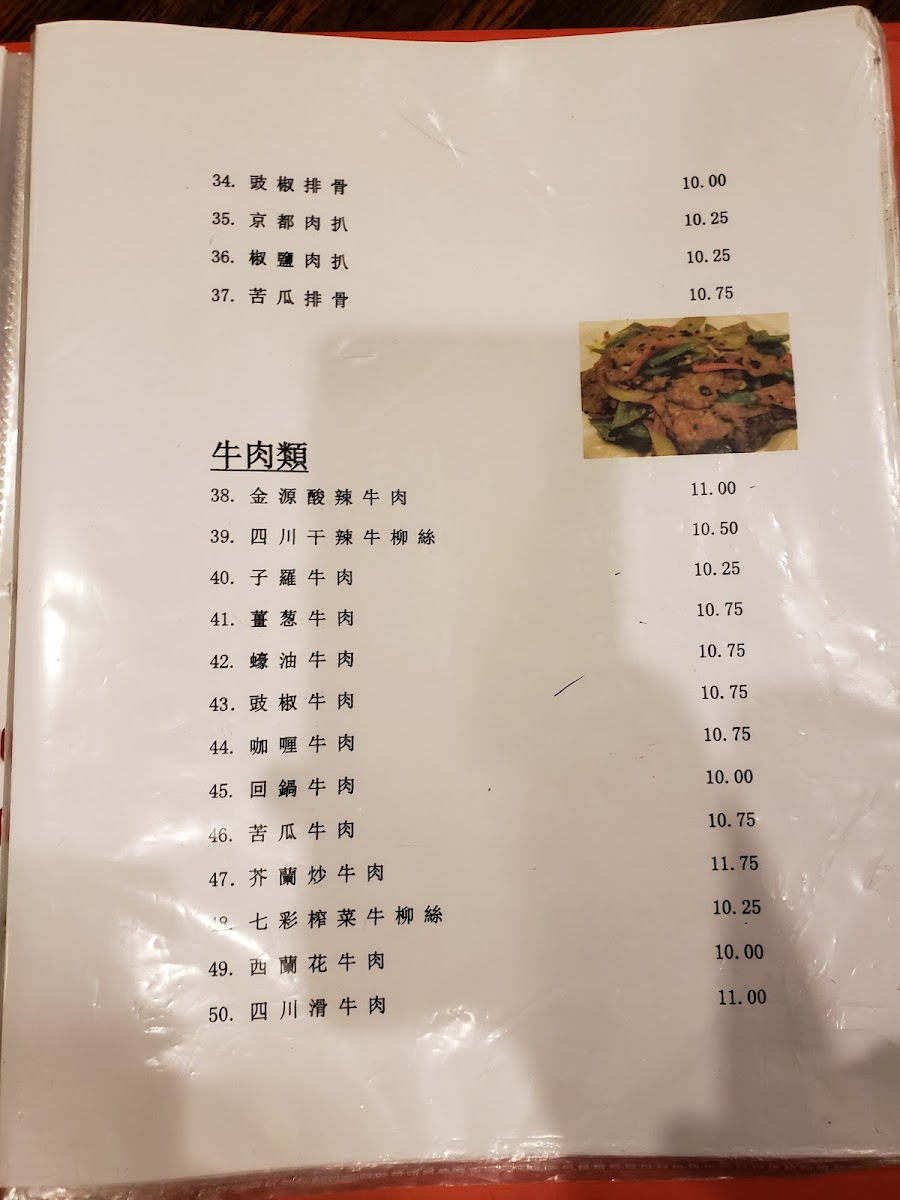 34. 豉椒排骨 10.00
35. 京都肉扒 10.25
36. 椒鹽肉扒 10.25
37. 苦瓜排骨 10.75
牛肉類
38. 金源酸辣牛肉 11.00
39. 四川干辣牛柳絲 10.50
40. 子羅牛肉 10.25
41. 薑葱牛肉 10.75
42. 蠔油牛肉 10.75
43. 豉椒牛肉 10.75
44. 咖喱牛肉 10.75
45. 回鍋牛肉 10.00
46. 苦瓜牛肉 10.75
47. 芥蘭炒牛肉 11.75
48. 七彩榨菜牛柳絲 10.25
49. 西蘭花牛肉 10.00
50. 四川滑牛肉 11.00